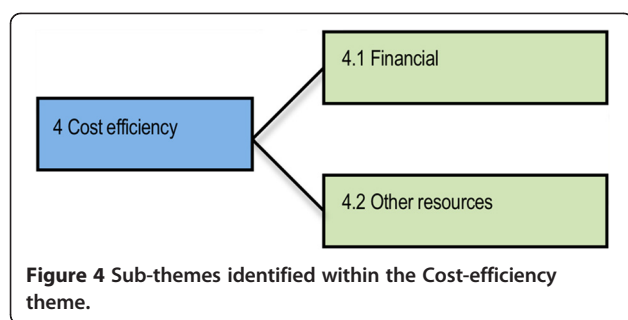 4.1 Financial
4 Cost efficiency
4.2 Other resources
Figure 4 Sub-themes identified within the Cost-efficiency
theme.